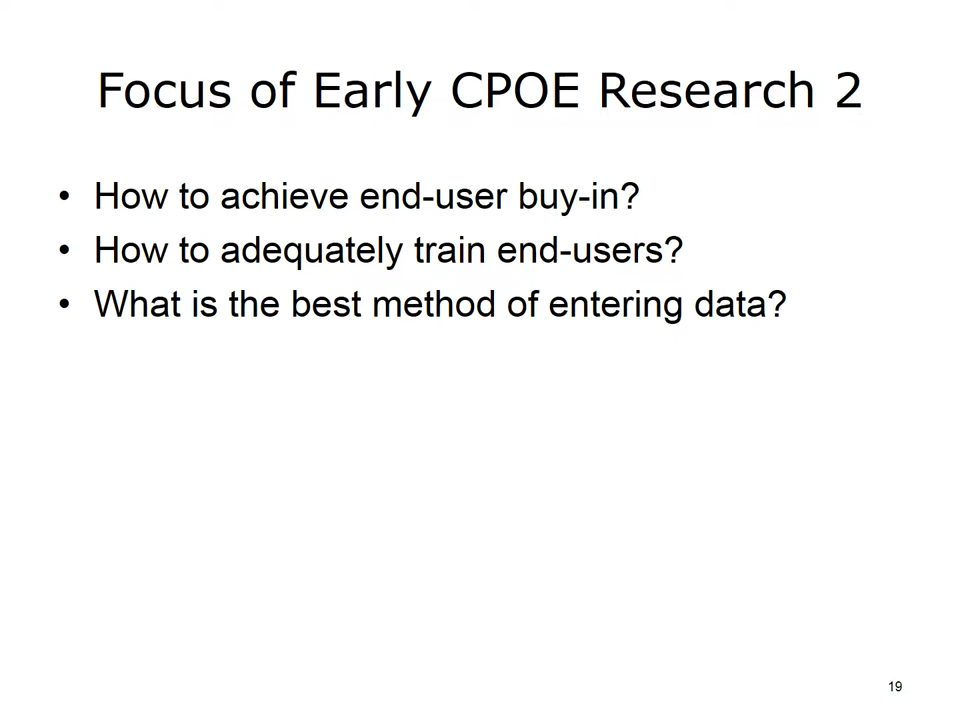 Focus of Early CPOE Research 2
• How to achieve end-user buy-in?
• How to adequately train end-users?
• What is the best method of entering data?
19